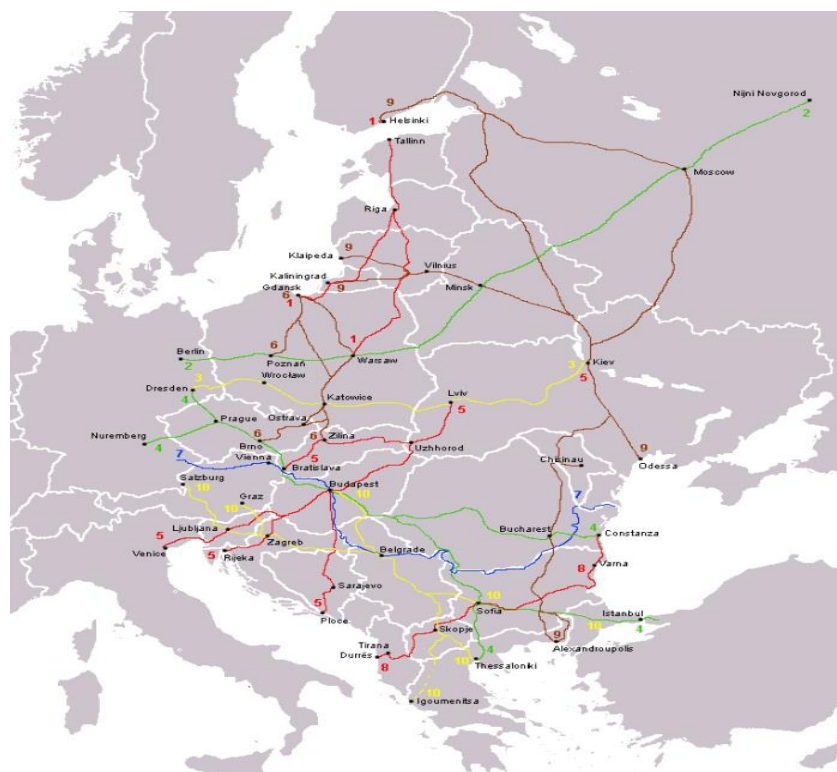 Nijni Novgorod
2
9
1
Helsinki
Tallinn
Moscow
Riga
Klaipeda
9
Vilnius
Kaliningrad
9
Gdansk
6
1
Minsk
1
Berlin
2
6
Poznań
Warsaw
3
Kiev
5
Wrocław
3
Dresden
4
Katowice
Lviv
5
Prague
Ostrava
Nuremberg
4
6
Brno
6
Zilina
5
Uzhhorod
7
Vienna
Bratislava
Chisinau
9
Odessa
Salzburg
10
Budapest
10
7
Graz
10
Ljubljana
Zagreb
Bucharest
4
Constanza
5
Venice
5
Rijeka
Belgrade
8
Varna
Sarajevo
5
Ploce
10
Sofia
Istanbul
10
4
Skopje
Tirana
Durrës
8
4
10
Thessaloniki
9
Alexandroupolis
10
Igoumenitsa